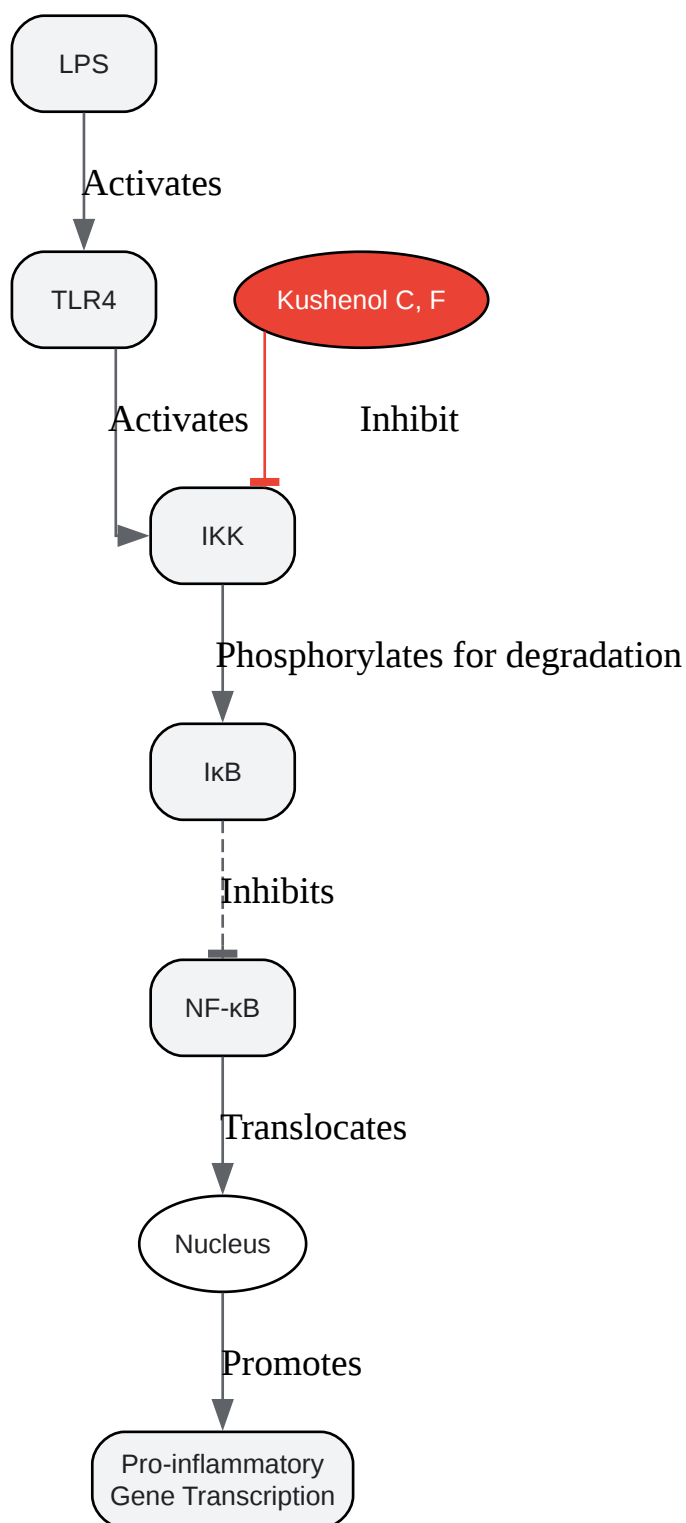 LPS
Activates
TLR4
Kushenol C, F
Activates
Inhibit
IKK
Phosphorylates for degradation
IκB
Inhibits
NF-κB
Translocates
Nucleus
Promotes
Pro-inflammatory
Gene Transcription